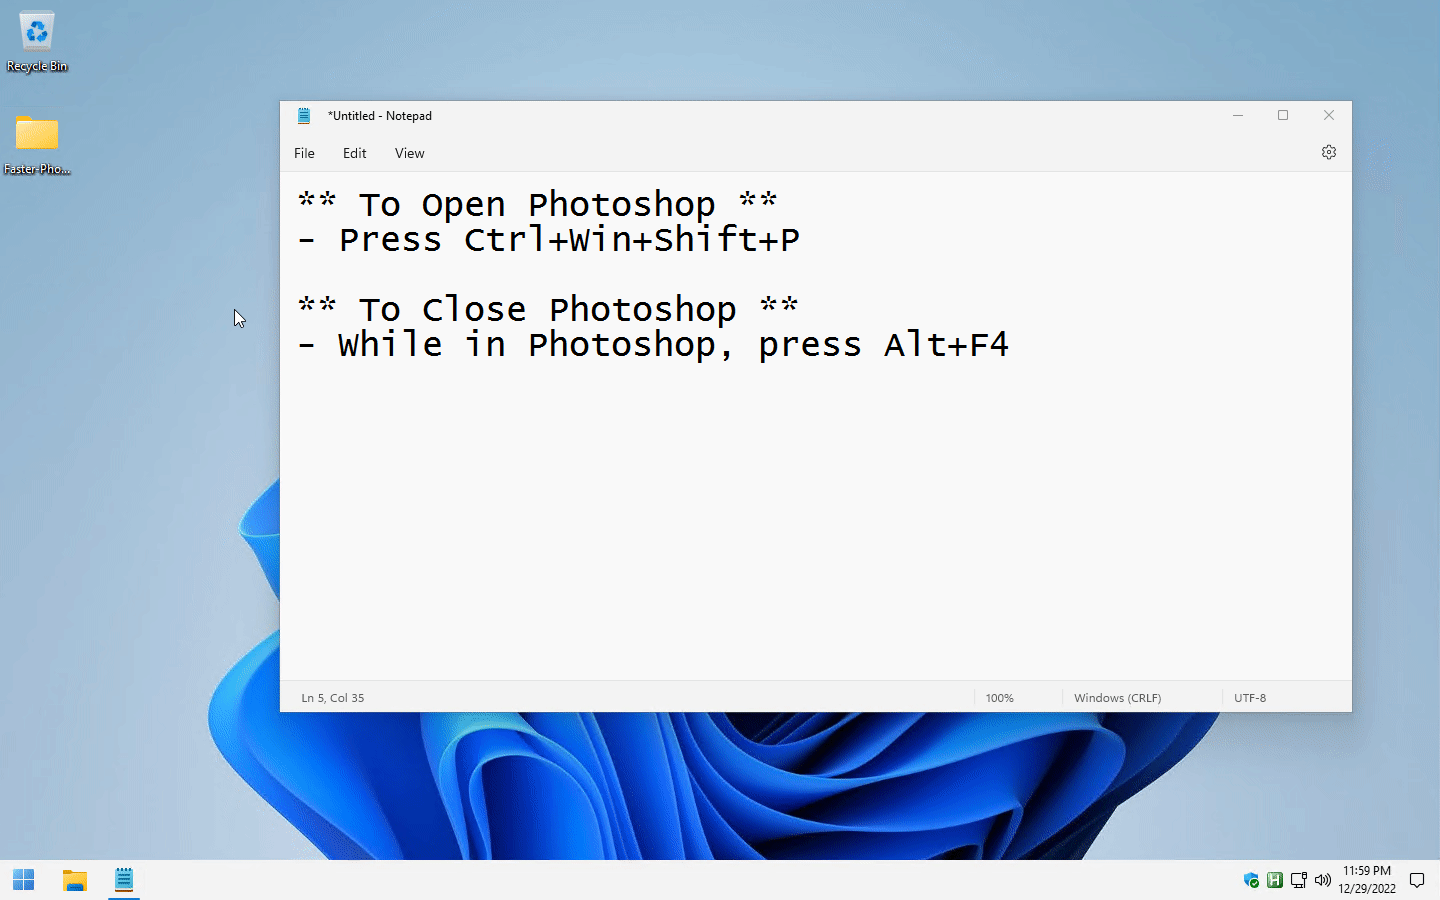 Recycle Bin
Faster-Pho...
*Untitled - Notepad
File Edit View
** To Open Photoshop **
- Press Ctrl+Win+Shift+P
** To Close Photoshop **
- While in Photoshop, press Alt+F4
Ln 5, Col 35 100% Windows (CRLF) UTF-8
H
11:59 PM
12/29/2022